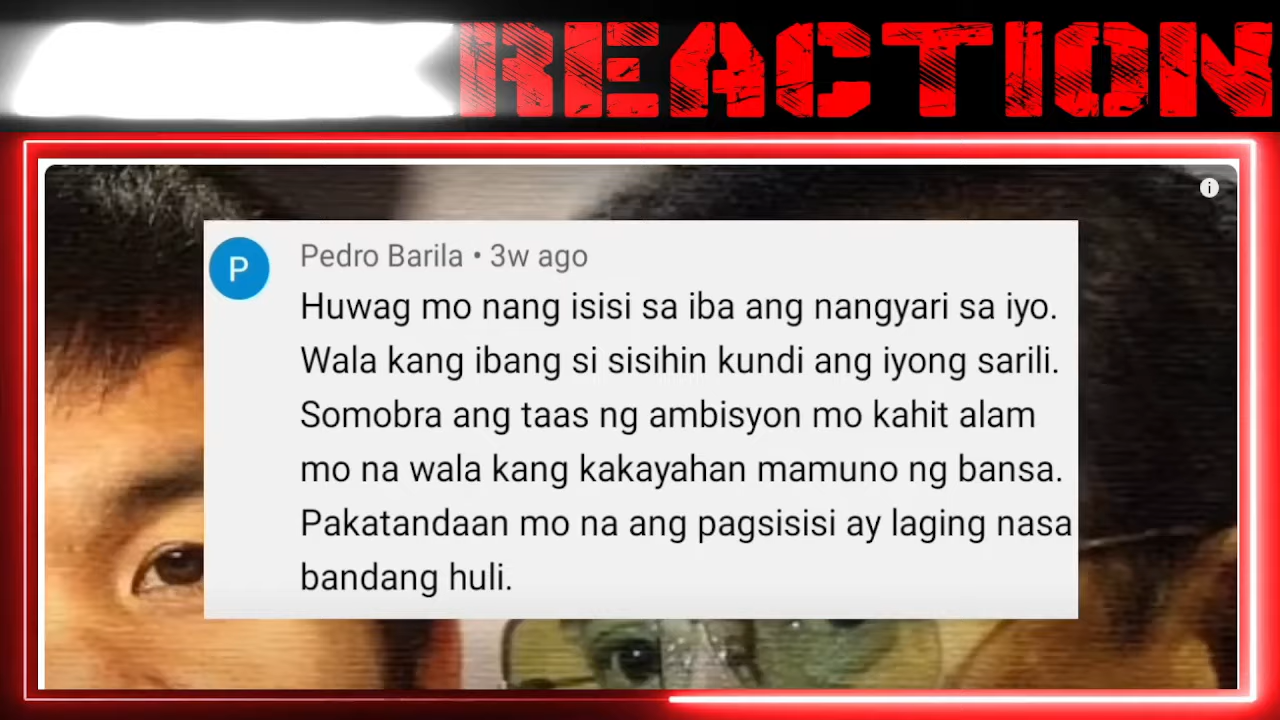 REACTION
P
Pedro Barila • 3w ago
Huwag mo nang isisi sa iba ang nangyari sa iyo.
Wala kang ibang si sisihin kundi ang iyong sarili.
Somobra ang taas ng ambisyon mo kahit alam
mo na wala kang kakayahan mamuno ng bansa.
Pakatandaan mo na ang pagsisisi ay laging nasa
bandang huli.